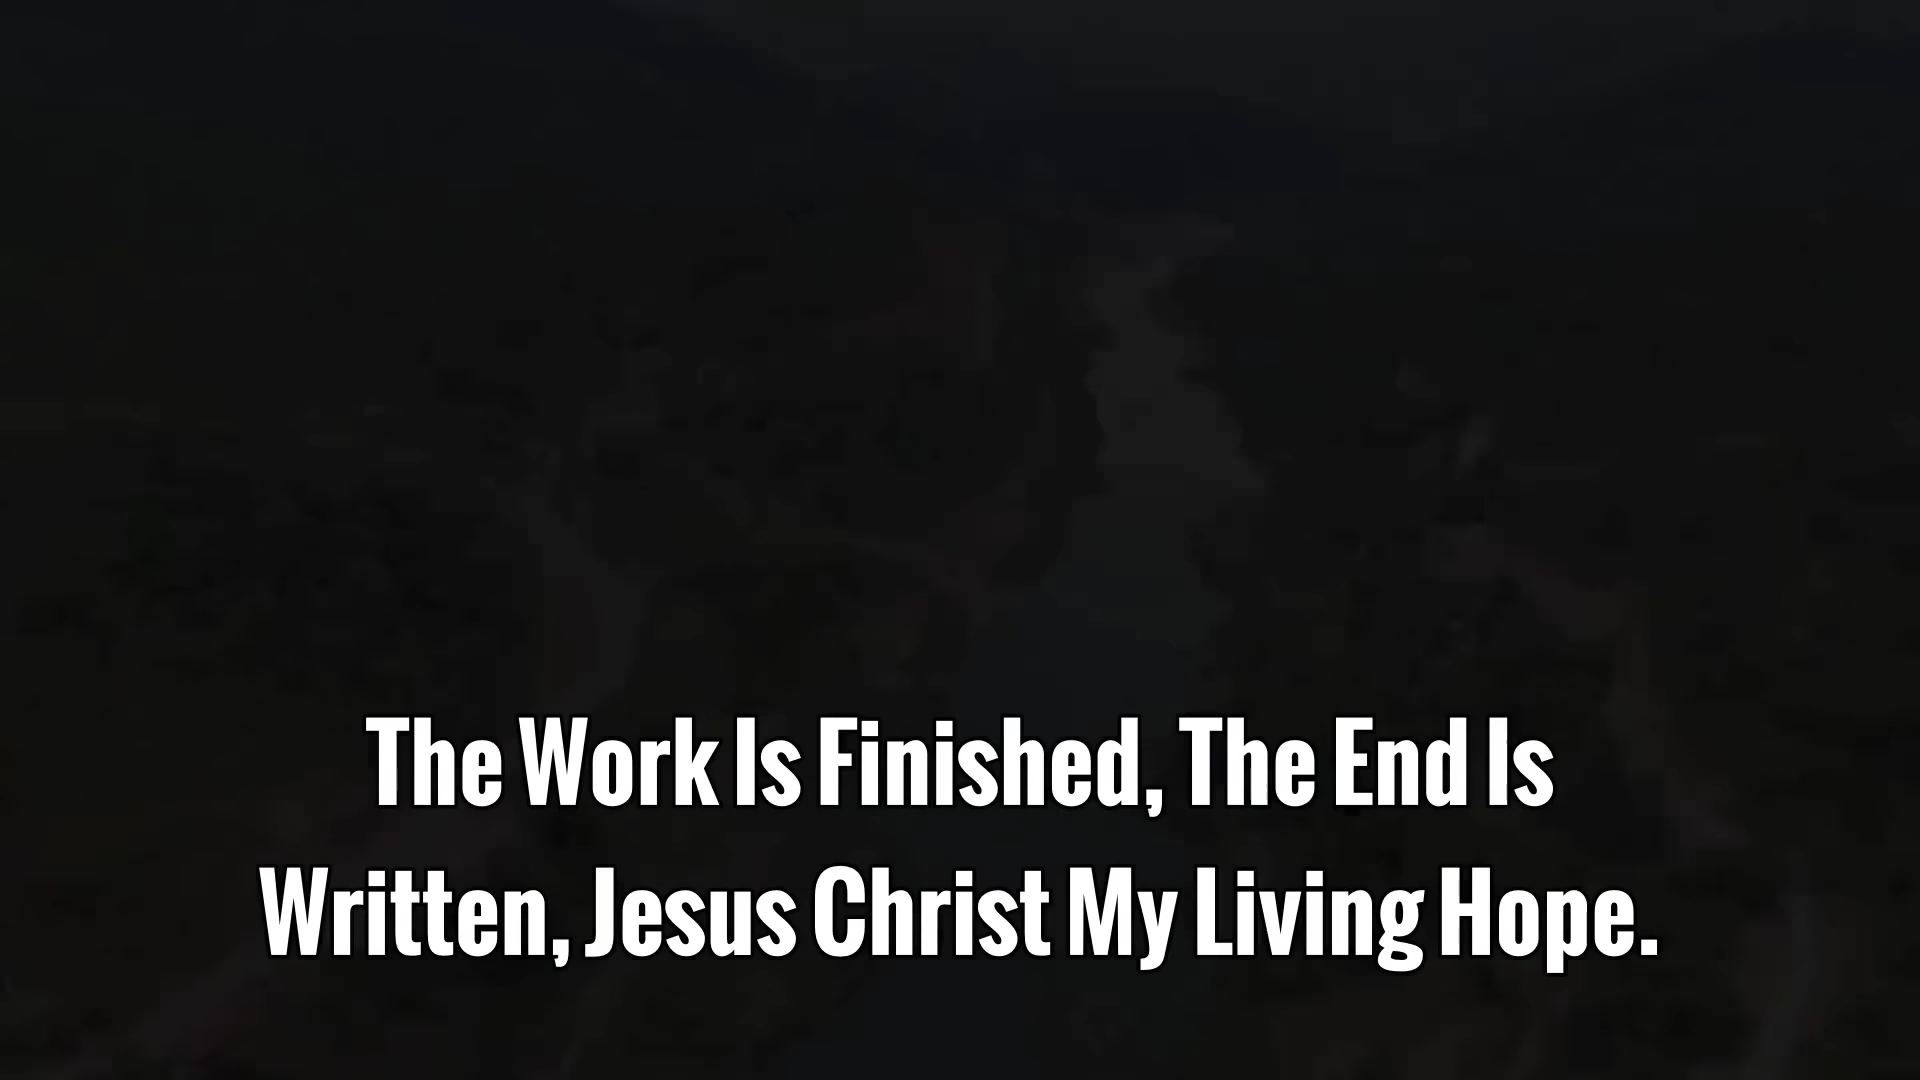 The Work Is Finished, The End Is
Written, Jesus Christ My Living Hope.